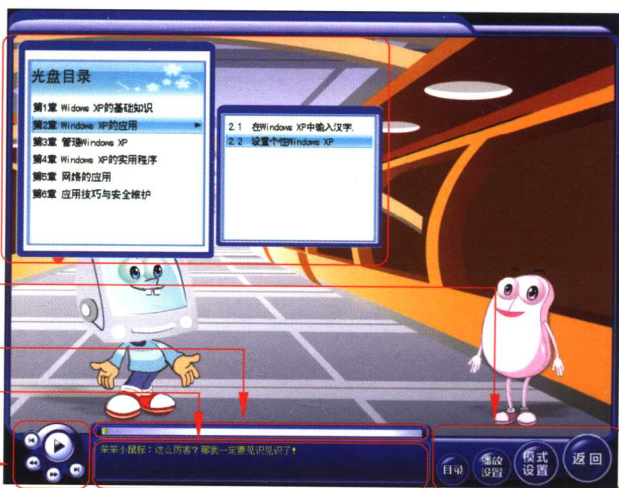 光盘目录
第1章 Widows XP的基础知识
第2章 Windows XP的应用
第3章 管理Windows XP
第4章 Windows XP的实用程序
第5章 网络的应用
第6章 应用技巧与安全维护
2.1 在Windows XP中输入汉字.
2.2 设置个性Windows XP
笨笨小鼠标：这么厉害？那我一定要见识见识了！
目录
播放设置
模式设置
返回